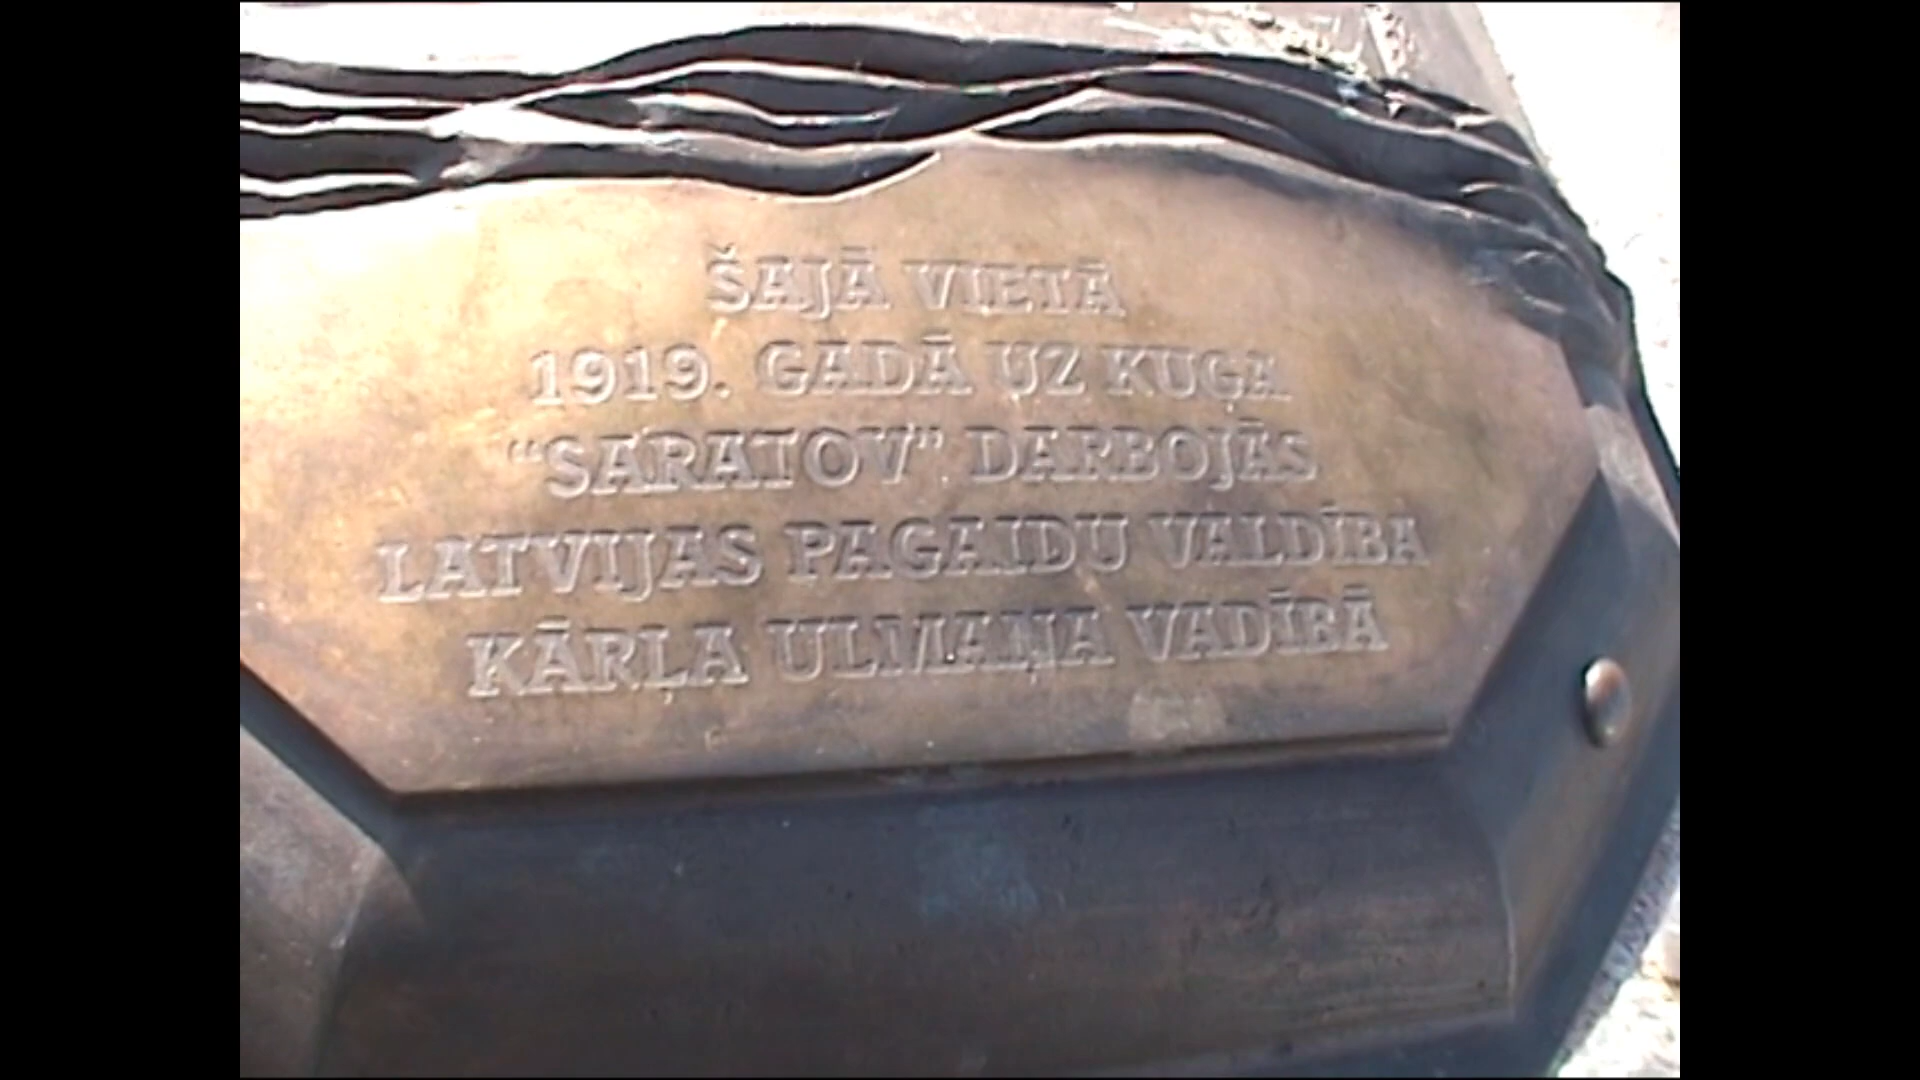 ŠAJĀ VIETĀ
1919. GADĀ UZ KUĢA
“SARATOV” DARBOJĀS
LATVIJAS PAGAIDU VALDĪBA
KĀRĻA ULMAŅA VADĪBĀ